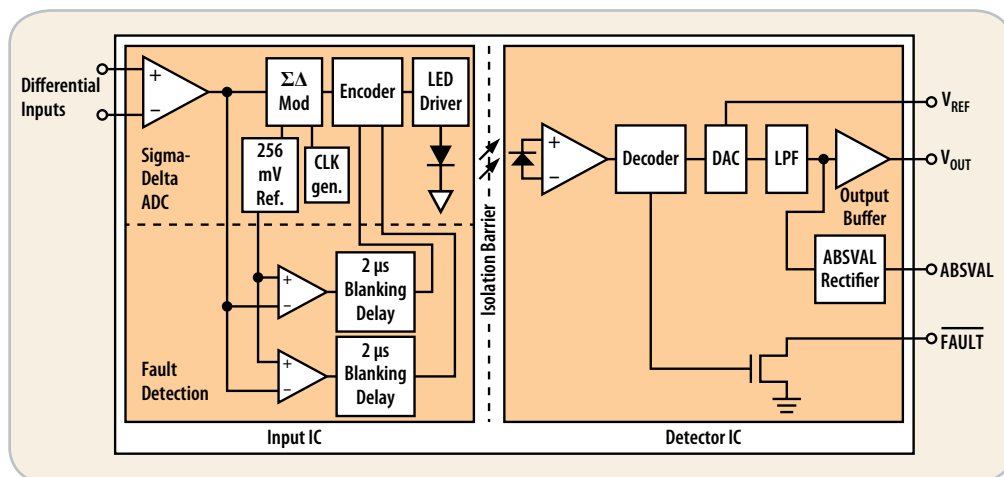 Differential
Inputs
+
−
Sigma-
Delta
ADC
ΣΔ
Mod
Encoder
LED
Driver
256
mV
Ref.
CLK
gen.
Fault
Detection
+
−
2 µs
Blanking
Delay
+
−
2 µs
Blanking
Delay
Input IC
Isolation Barrier
+
−
Decoder
DAC
LPF
Output
Buffer
ABSVAL
Rectifier
VREF
VOUT
ABSVAL
FAULT
Detector IC